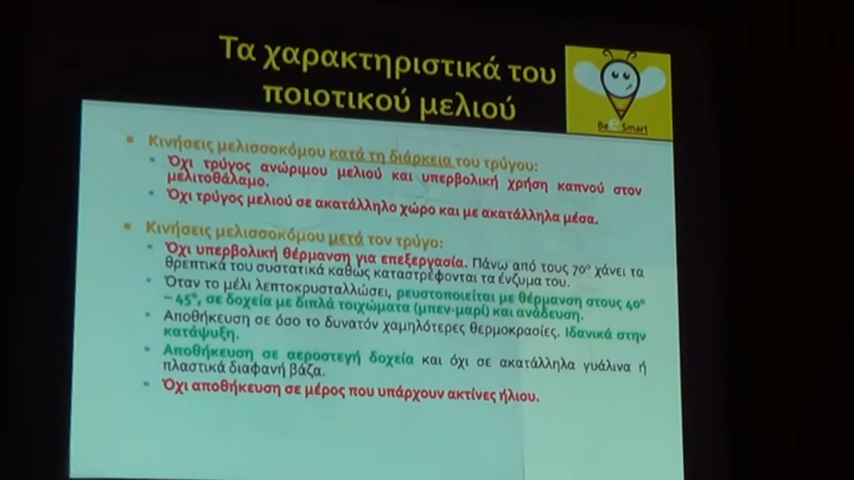 Τα χαρακτηριστικά του
ποιοτικού μελιού
Be Smart
Κινήσεις μελισσοκόμου κατά τη διάρκεια του τρύγου:
Όχι τρύγος ανώριμου μελιού και υπερβολική χρήση καπνού στον
μελιτοθάλαμο.
Όχι τρύγος μελιού σε ακατάλληλο χώρο και με ακατάλληλα μέσα.
Κινήσεις μελισσοκόμου μετά τον τρύγο:
Όχι υπερβολική θέρμανση για επεξεργασία. Πάνω από τους 70° χάνει τα
θρεπτικά του συστατικά καθώς καταστρέφονται τα ένζυμα του.
Όταν το μέλι λεπτοκρυσταλλώσει, ρευστοποιείται με θέρμανση στους 40°
– 45°, σε δοχεία με διπλά τοιχώματα (μπεν-μαρί) και ανάδευση.
Αποθήκευση σε όσο το δυνατόν χαμηλότερες θερμοκρασίες. Ιδανικά στην
κατάψυξη.
Αποθήκευση σε αεροστεγή δοχεία και όχι σε ακατάλληλα γυάλινα ή
πλαστικά διαφανή βάζα.
Όχι αποθήκευση σε μέρος που υπάρχουν ακτίνες ήλιου.